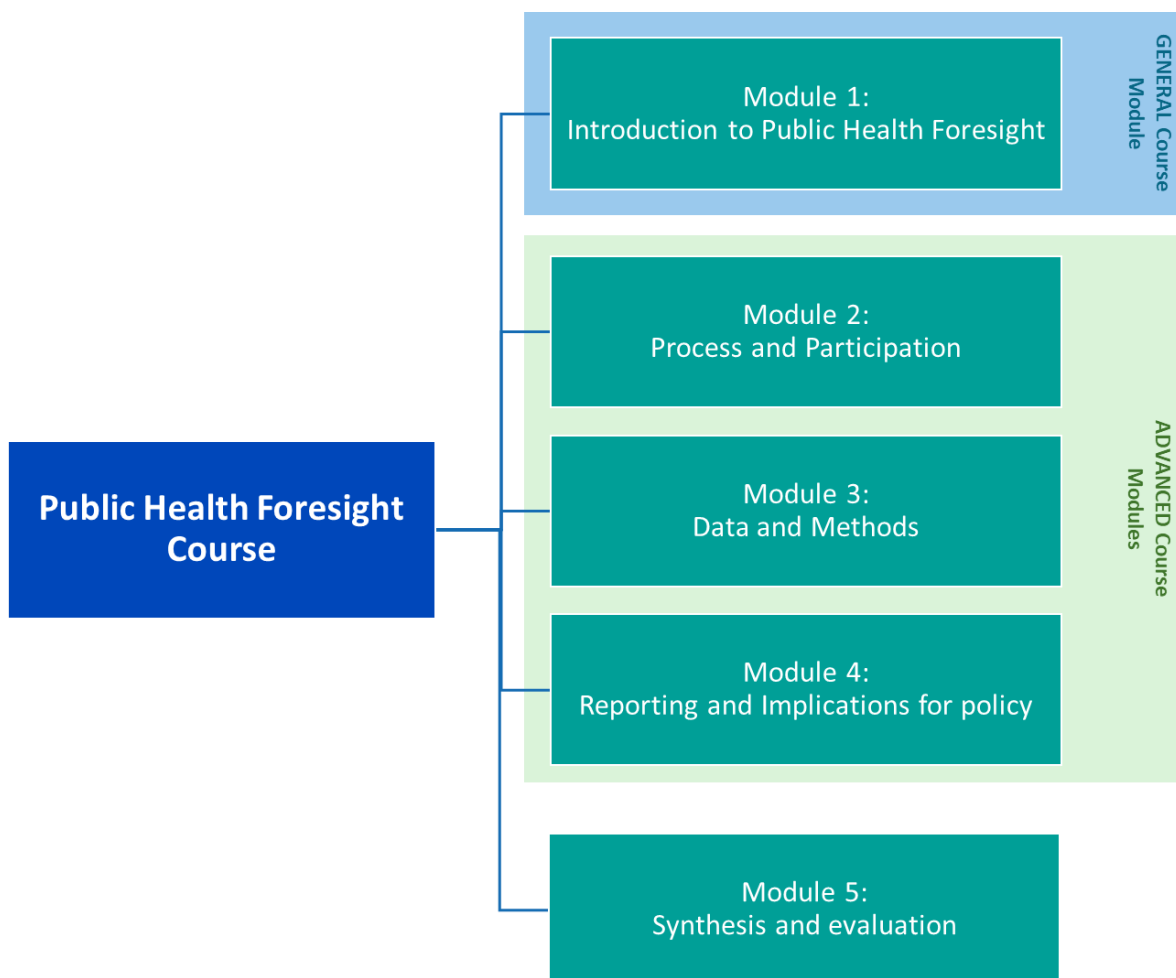 Public Health Foresight
Course
Module 1:
Introduction to Public Health Foresight
GENERAL Course
Module
Module 2:
Process and Participation
Module 3:
Data and Methods
Module 4:
Reporting and Implications for policy
ADVANCED Course
Modules
Module 5:
Synthesis and evaluation